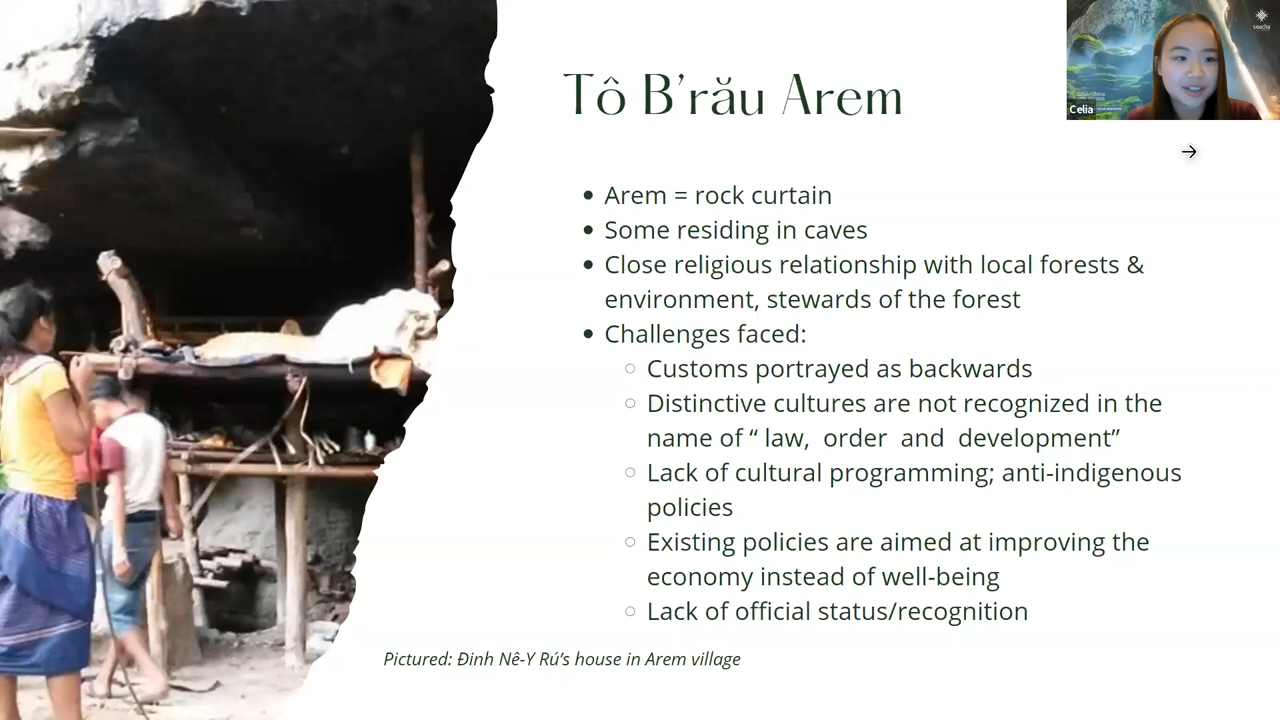 Tô B'rău Arem
Celia
• Arem = rock curtain
• Some residing in caves
• Close religious relationship with local forests &
environment, stewards of the forest
• Challenges faced:
○ Customs portrayed as backwards
○ Distinctive cultures are not recognized in the
name of “ law,  order  and  development”
○ Lack of cultural programming; anti-indigenous
policies
○ Existing policies are aimed at improving the
economy instead of well-being
○ Lack of official status/recognition
Pictured: Đinh Nê-Y Rú’s house in Arem village